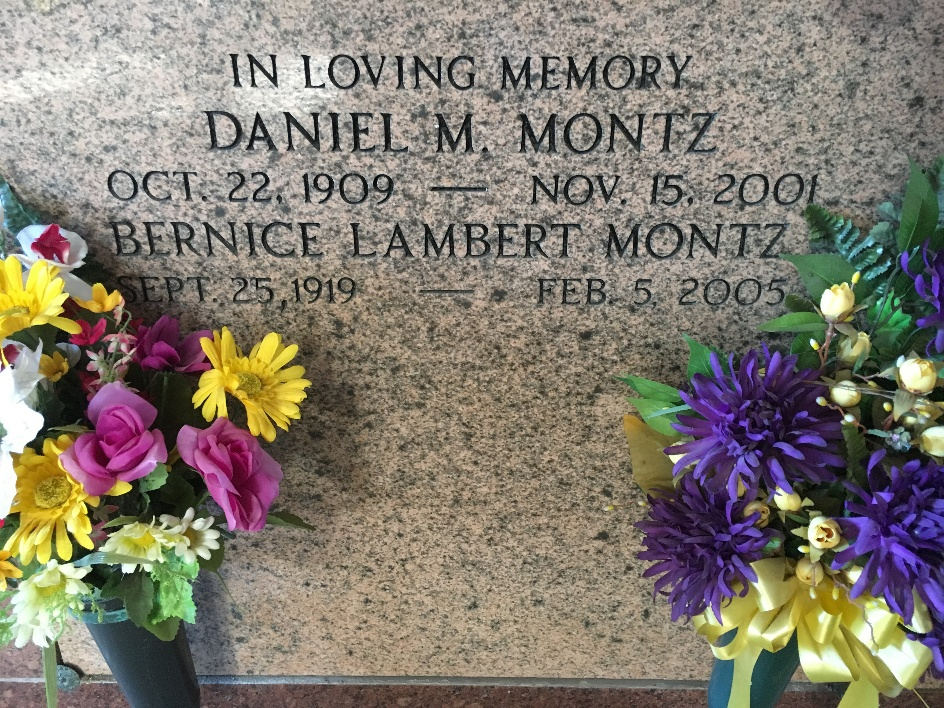 IN LOVING MEMORY
DANIEL M. MONTZ
OCT. 22, 1909 — NOV. 15, 2001
BERNICE LAMBERT MONTZ
SEPT. 25, 1919 — FEB. 5, 2005